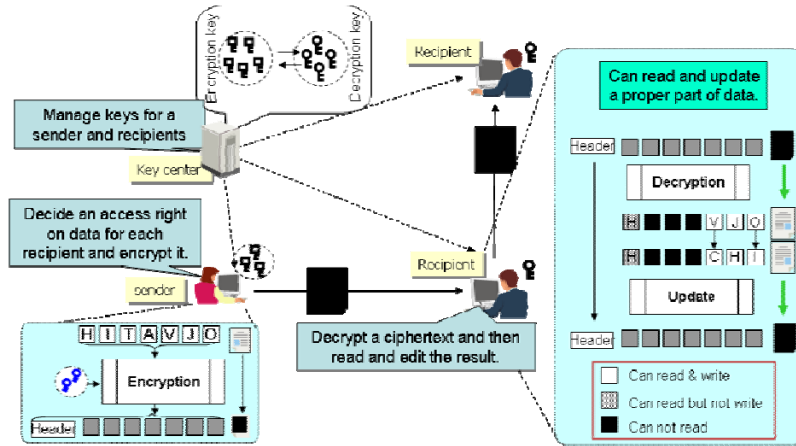 Encryption key
Decryption key
Recipient
Manage keys for a
sender and recipients
Key center
Decide an access right
on data for each
recipient and encrypt it.
sender
Recipient
Decrypt a ciphertext and then
read and edit the result.
H I T A V J O
Encryption
Header
Can read and update
a proper part of data.
Header
Decryption
H V J O
H C H I
Update
Header
Can read & write
Can read but not write
Can not read